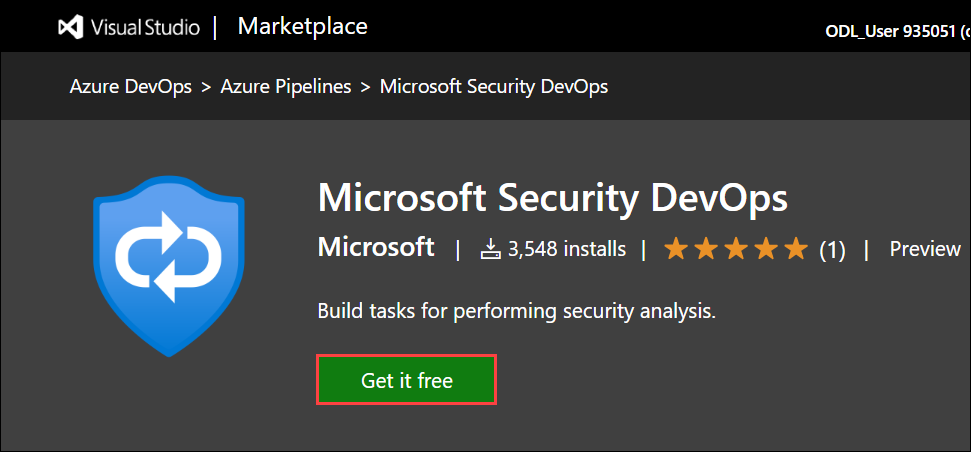 Visual Studio | Marketplace
ODL_User 935051 (
Azure DevOps > Azure Pipelines > Microsoft Security DevOps
Microsoft Security DevOps
Microsoft | 3,548 installs | (1) | Preview
Build tasks for performing security analysis.
Get it free